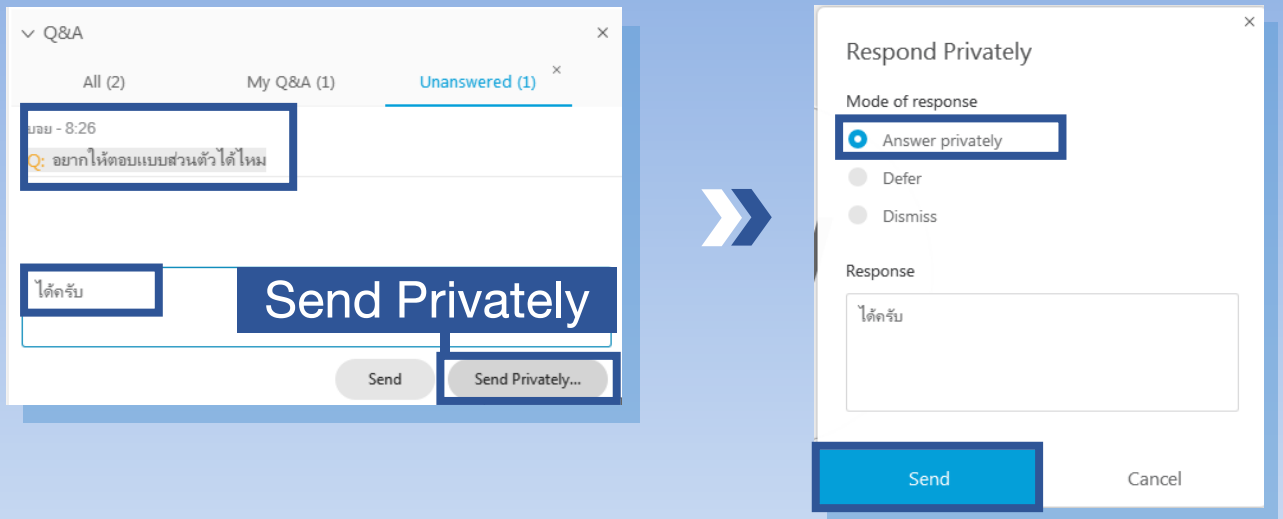 Q&A
All (2)
My Q&A (1)
Unanswered (1)
บอย - 8:26
Q: อยากให้ตอบแบบส่วนตัวได้ไหม
ได้ครับ
Send Privately
Send
Send Privately...
Respond Privately
Mode of response
Answer privately
Defer
Dismiss
Response
ได้ครับ
Send
Cancel